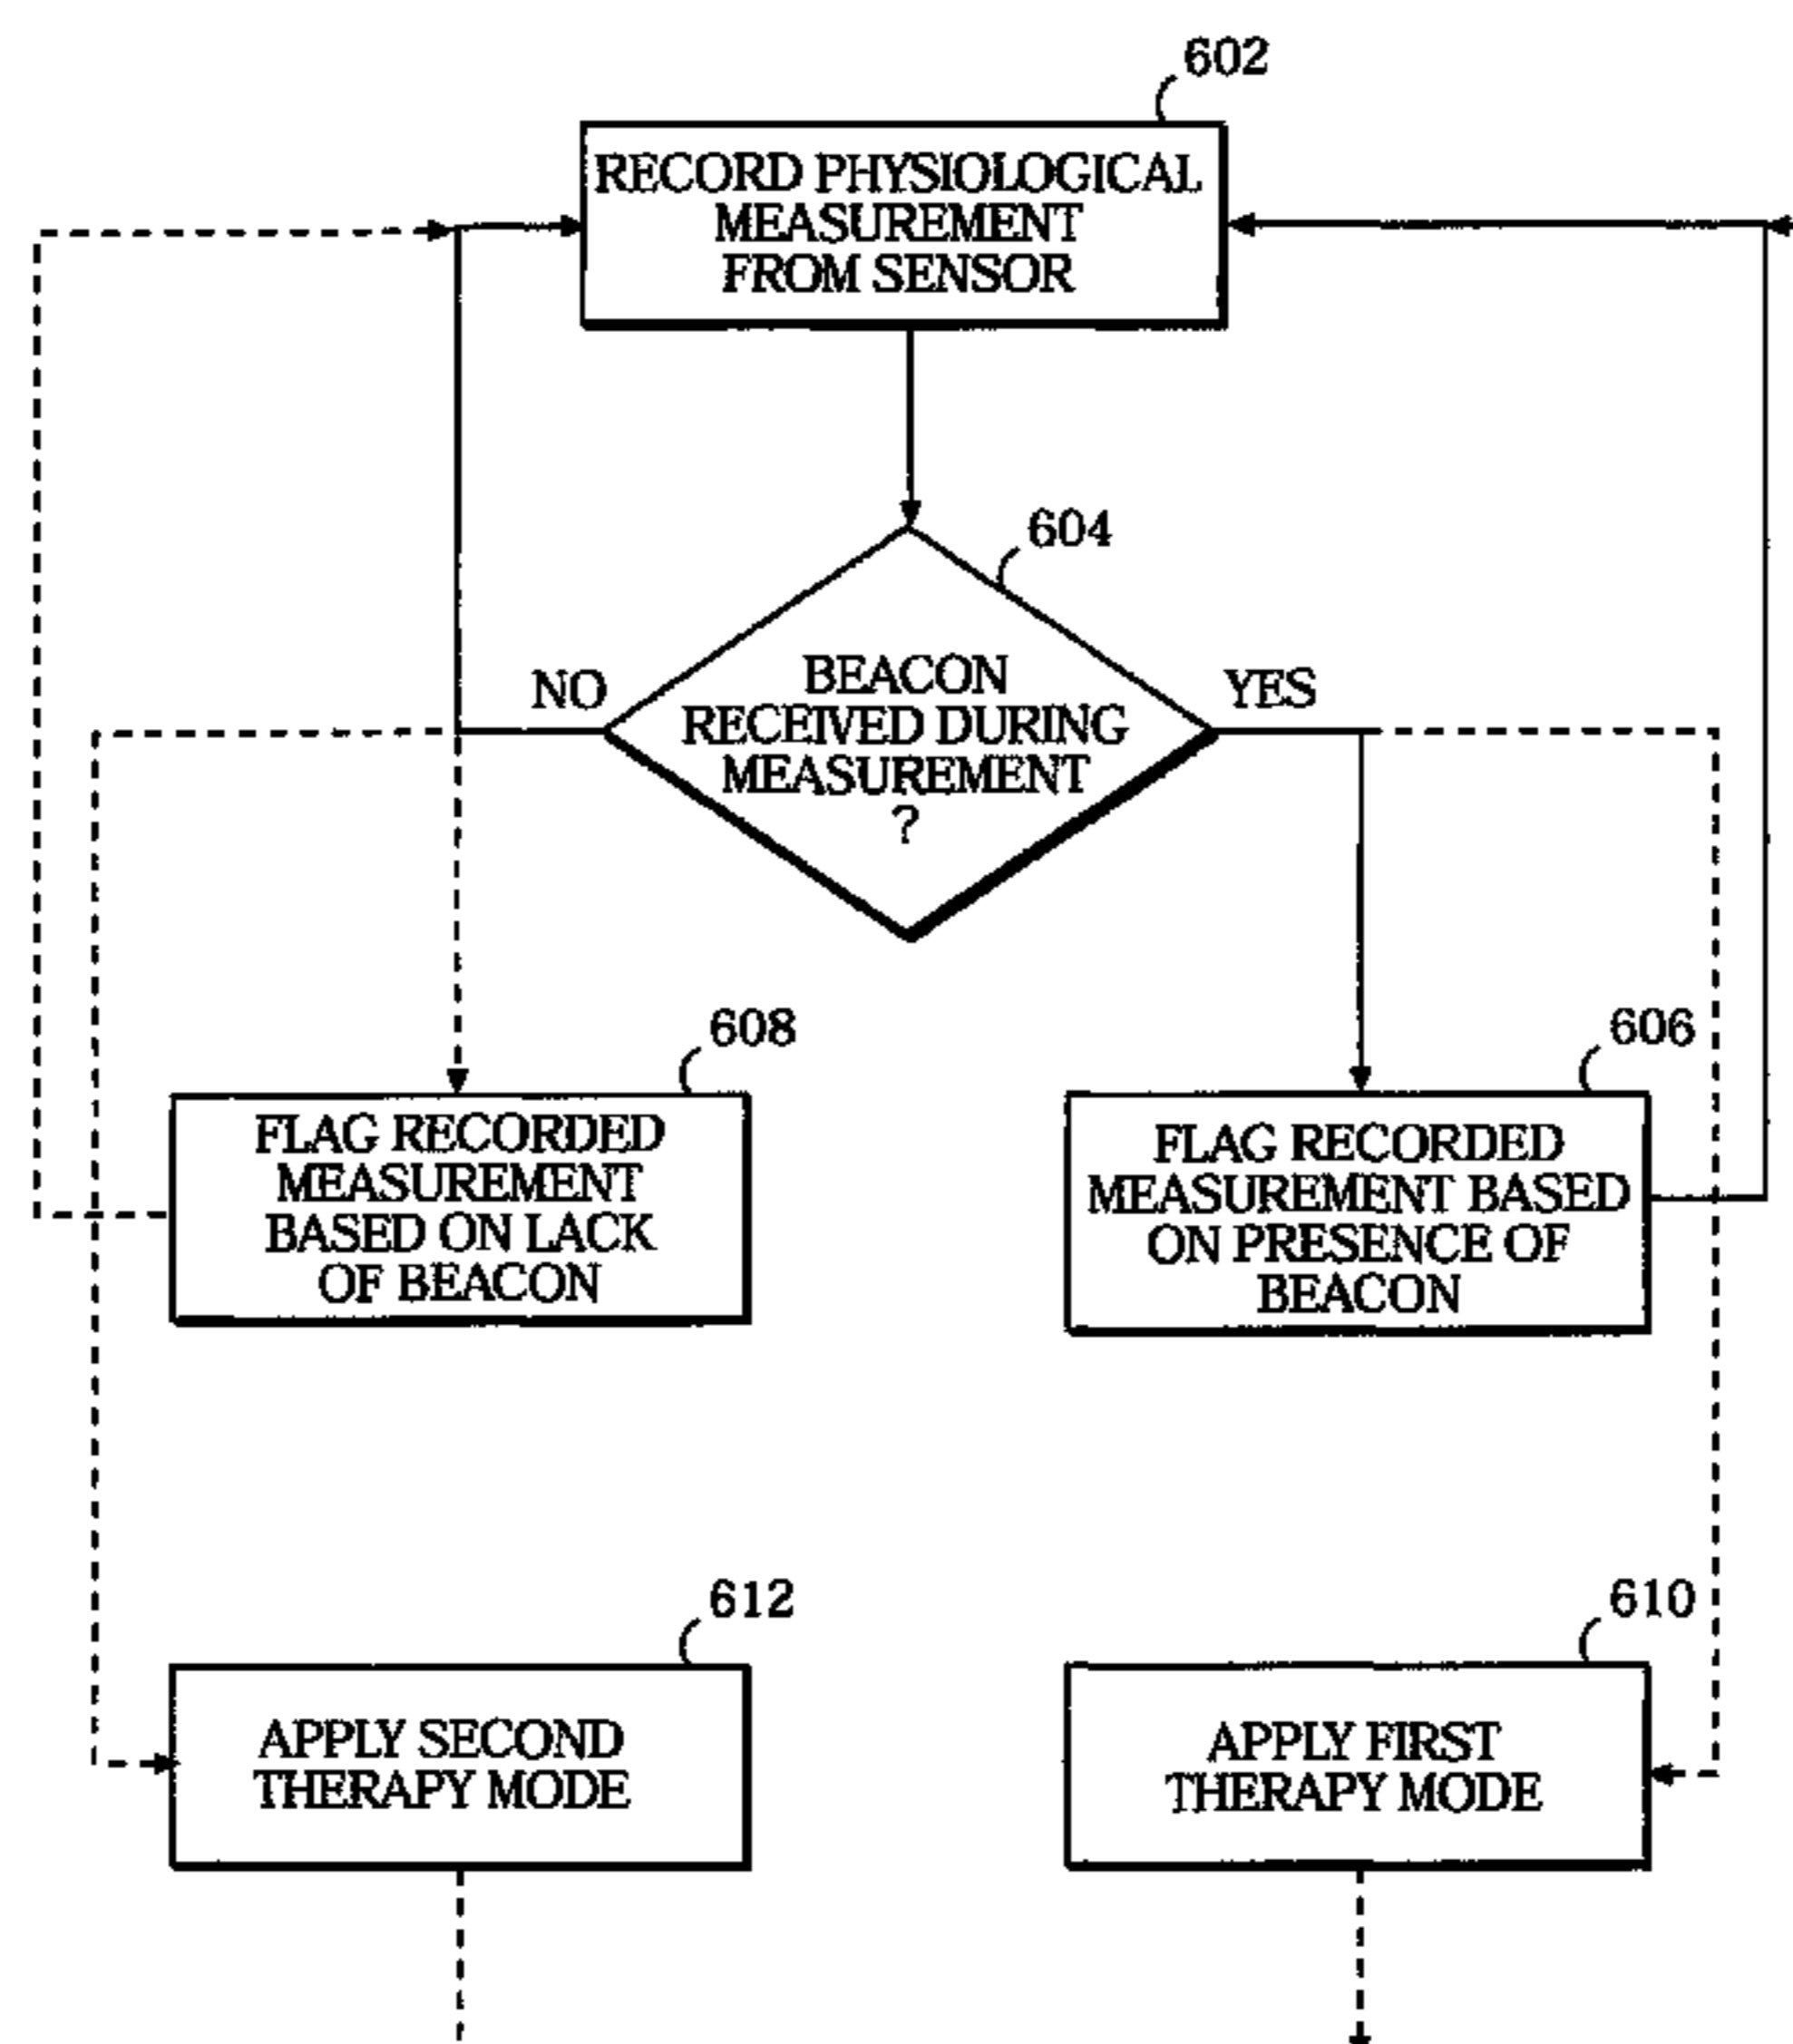 602
RECORD PHYSIOLOGICAL
MEASUREMENT
FROM SENSOR
604
BEACON
RECEIVED DURING
MEASUREMENT
?
NO
YES
608
FLAG RECORDED
MEASUREMENT
BASED ON LACK
OF BEACON
606
FLAG RECORDED
MEASUREMENT BASED
ON PRESENCE OF
BEACON
612
APPLY SECOND
THERAPY MODE
610
APPLY FIRST
THERAPY MODE